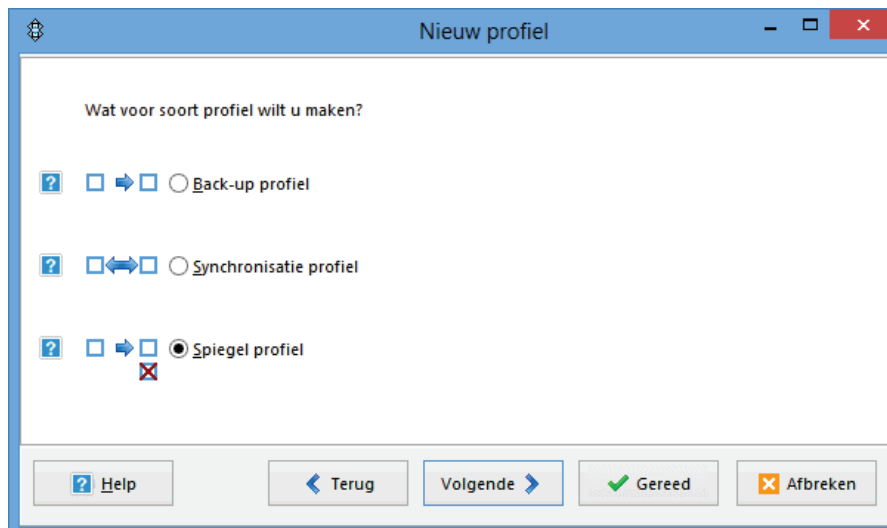 Nieuw profiel
Wat voor soort profiel wilt u maken?
Back-up profiel
Synchronisatie profiel
Spiegel profiel
Help
Terug
Volgende
Gereed
Afbreken